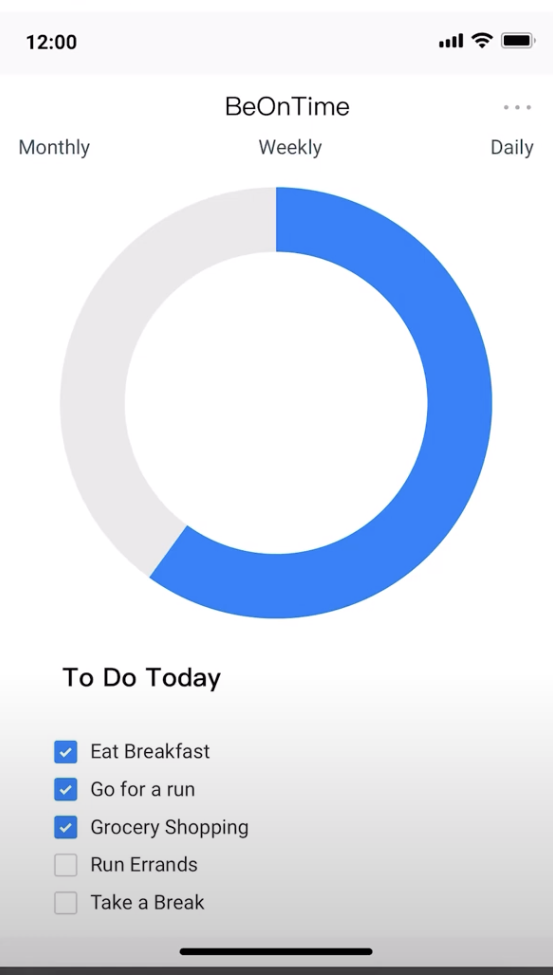 12:00
BeOnTime
Monthly Weekly Daily
To Do Today
Eat Breakfast
Go for a run
Grocery Shopping
Run Errands
Take a Break